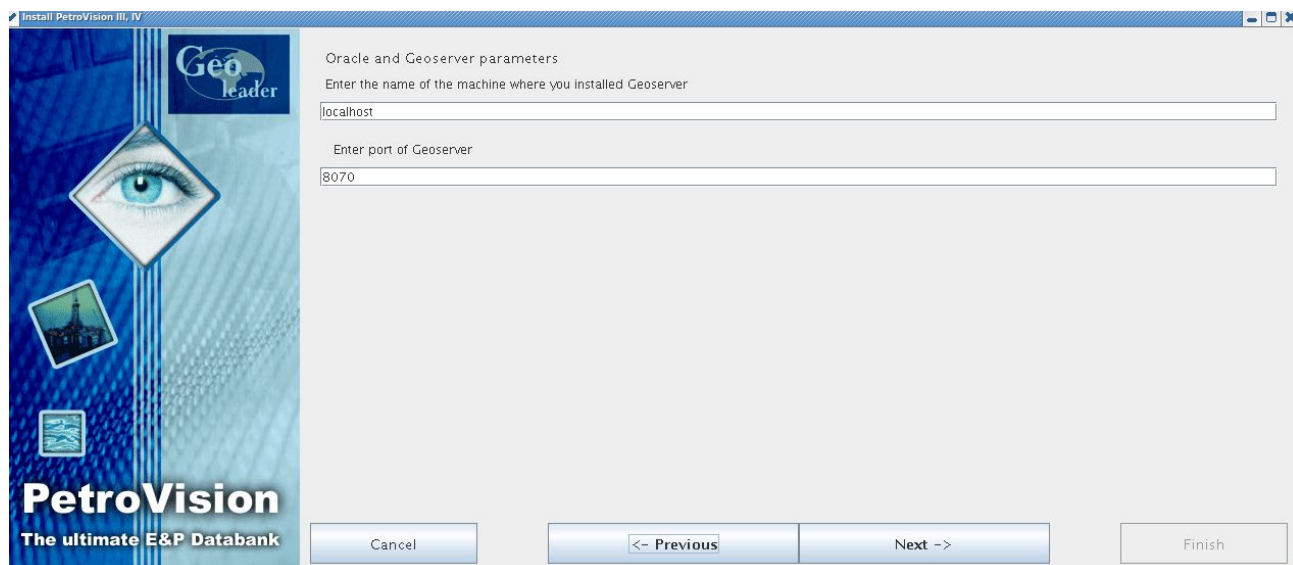 Install PetroVision III, IV
Geo
leader
Oracle and Geoserver parameters
Enter the name of the machine where you installed Geoserver
localhost
Enter port of Geoserver
8070
PetroVision
The ultimate E&P Databank
Cancel
<- Previous
Next ->
Finish